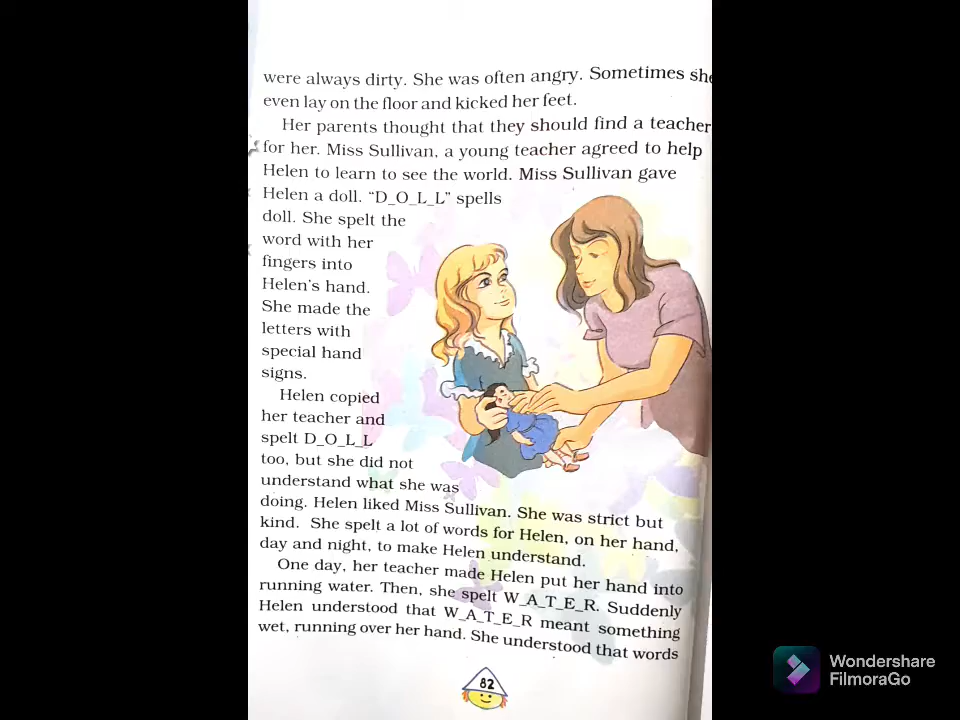 were always dirty. She was often angry. Sometimes she
even lay on the floor and kicked her feet.
Her parents thought that they should find a teacher
for her. Miss Sullivan, a young teacher agreed to help
Helen to learn to see the world. Miss Sullivan gave
Helen a doll. “D_O_L_L” spells
doll. She spelt the
word with her
fingers into
Helen's hand.
She made the
letters with
special hand
signs.
Helen copied
her teacher and
spelt D_O_L_L
too, but she did not
understand what she was
doing. Helen liked Miss Sullivan. She was strict but
kind. She spelt a lot of words for Helen, on her hand,
day and night, to make Helen understand.
One day, her teacher made Helen put her hand into
running water. Then, she spelt W_A_T_E_R. Suddenly
Helen understood that W_A_T_E_R meant something
wet, running over her hand. She understood that words
82
Wondershare
FilmoraGo